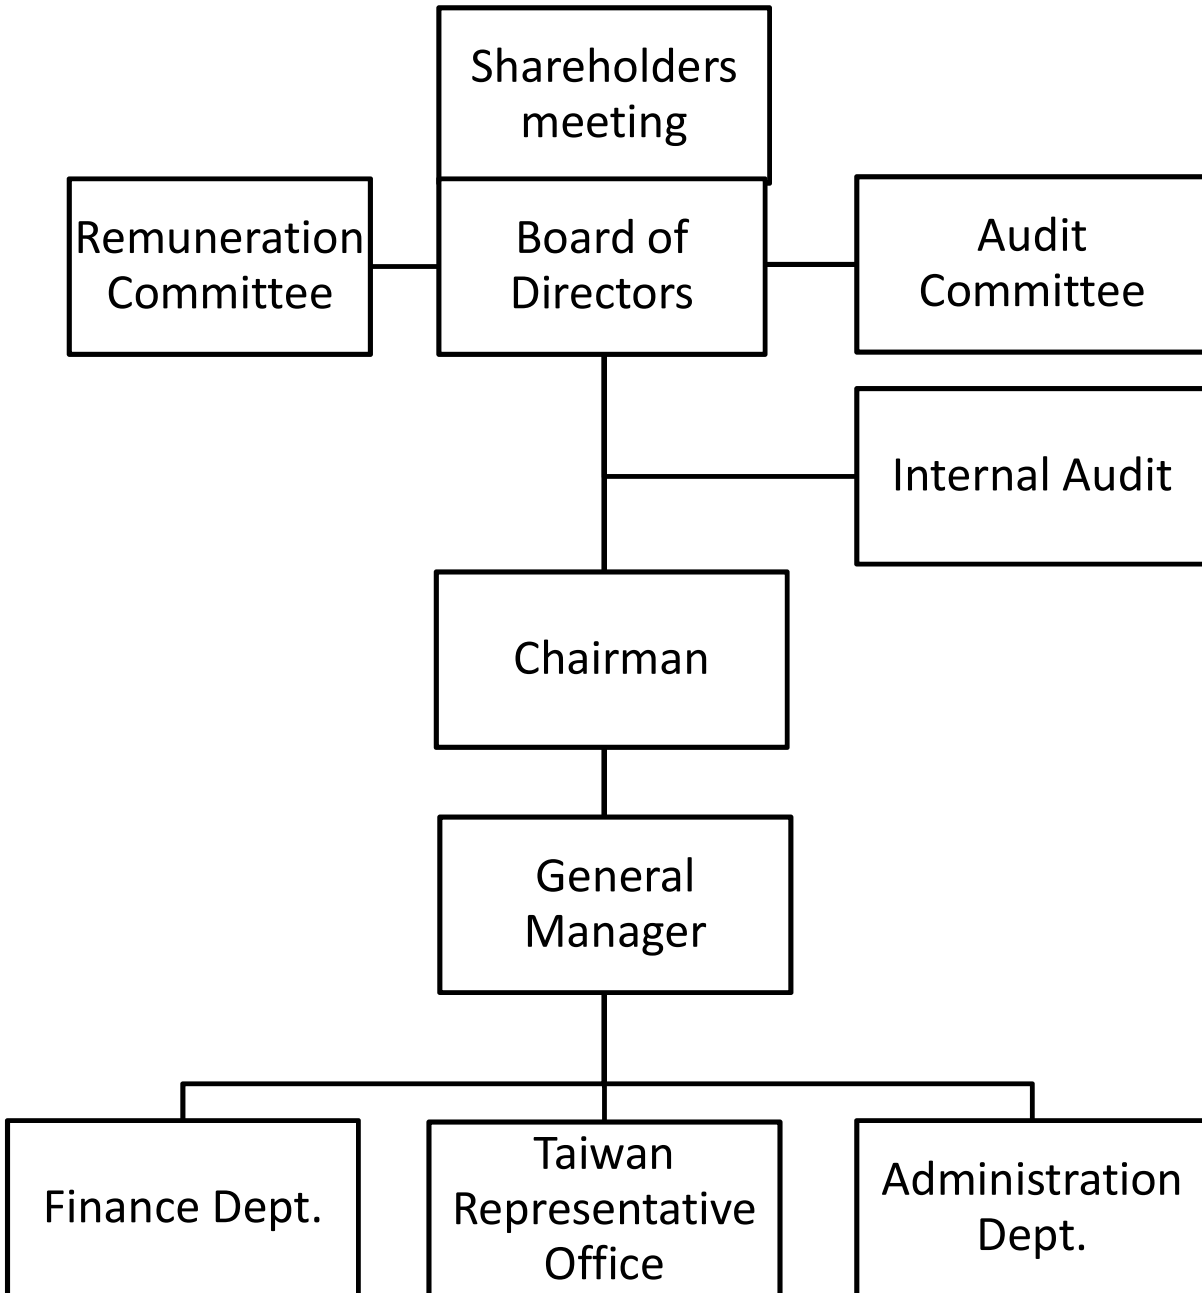 Shareholders
meeting
Remuneration
Committee
Board of
Directors
Audit
Committee
Internal Audit
Chairman
General
Manager
Finance Dept.
Taiwan
Representative
Office
Administration
Dept.